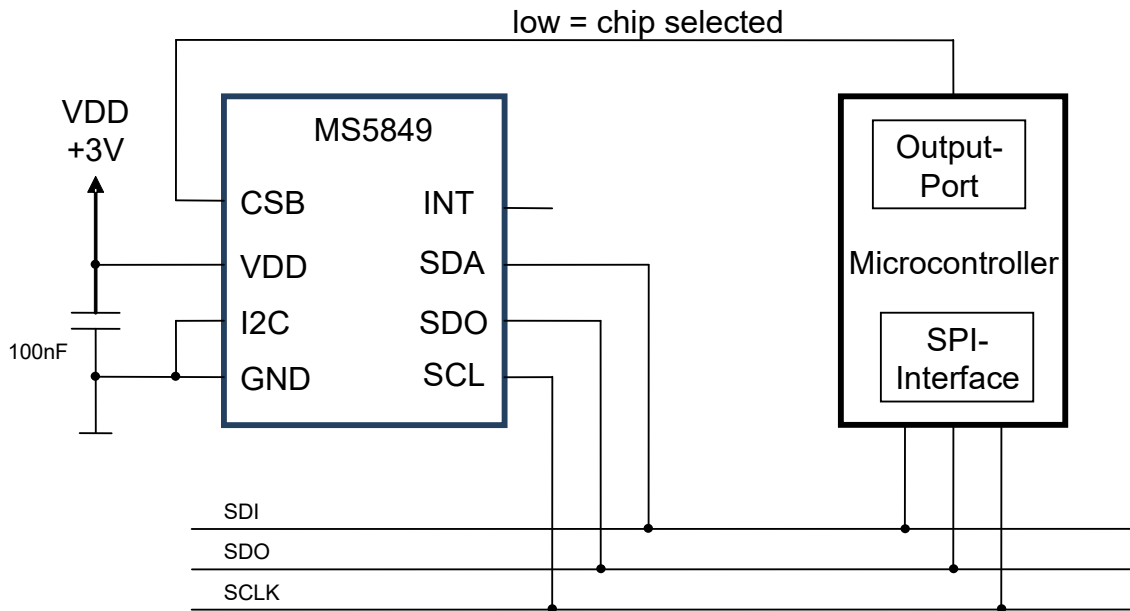 low = chip selected
VDD
+3V
MS5849
Output-
Port
CSB
INT
VDD
SDA
Microcontroller
I2C
SDO
100nF
GND
SCL
SPI-
Interface
SDI
SDO
SCLK